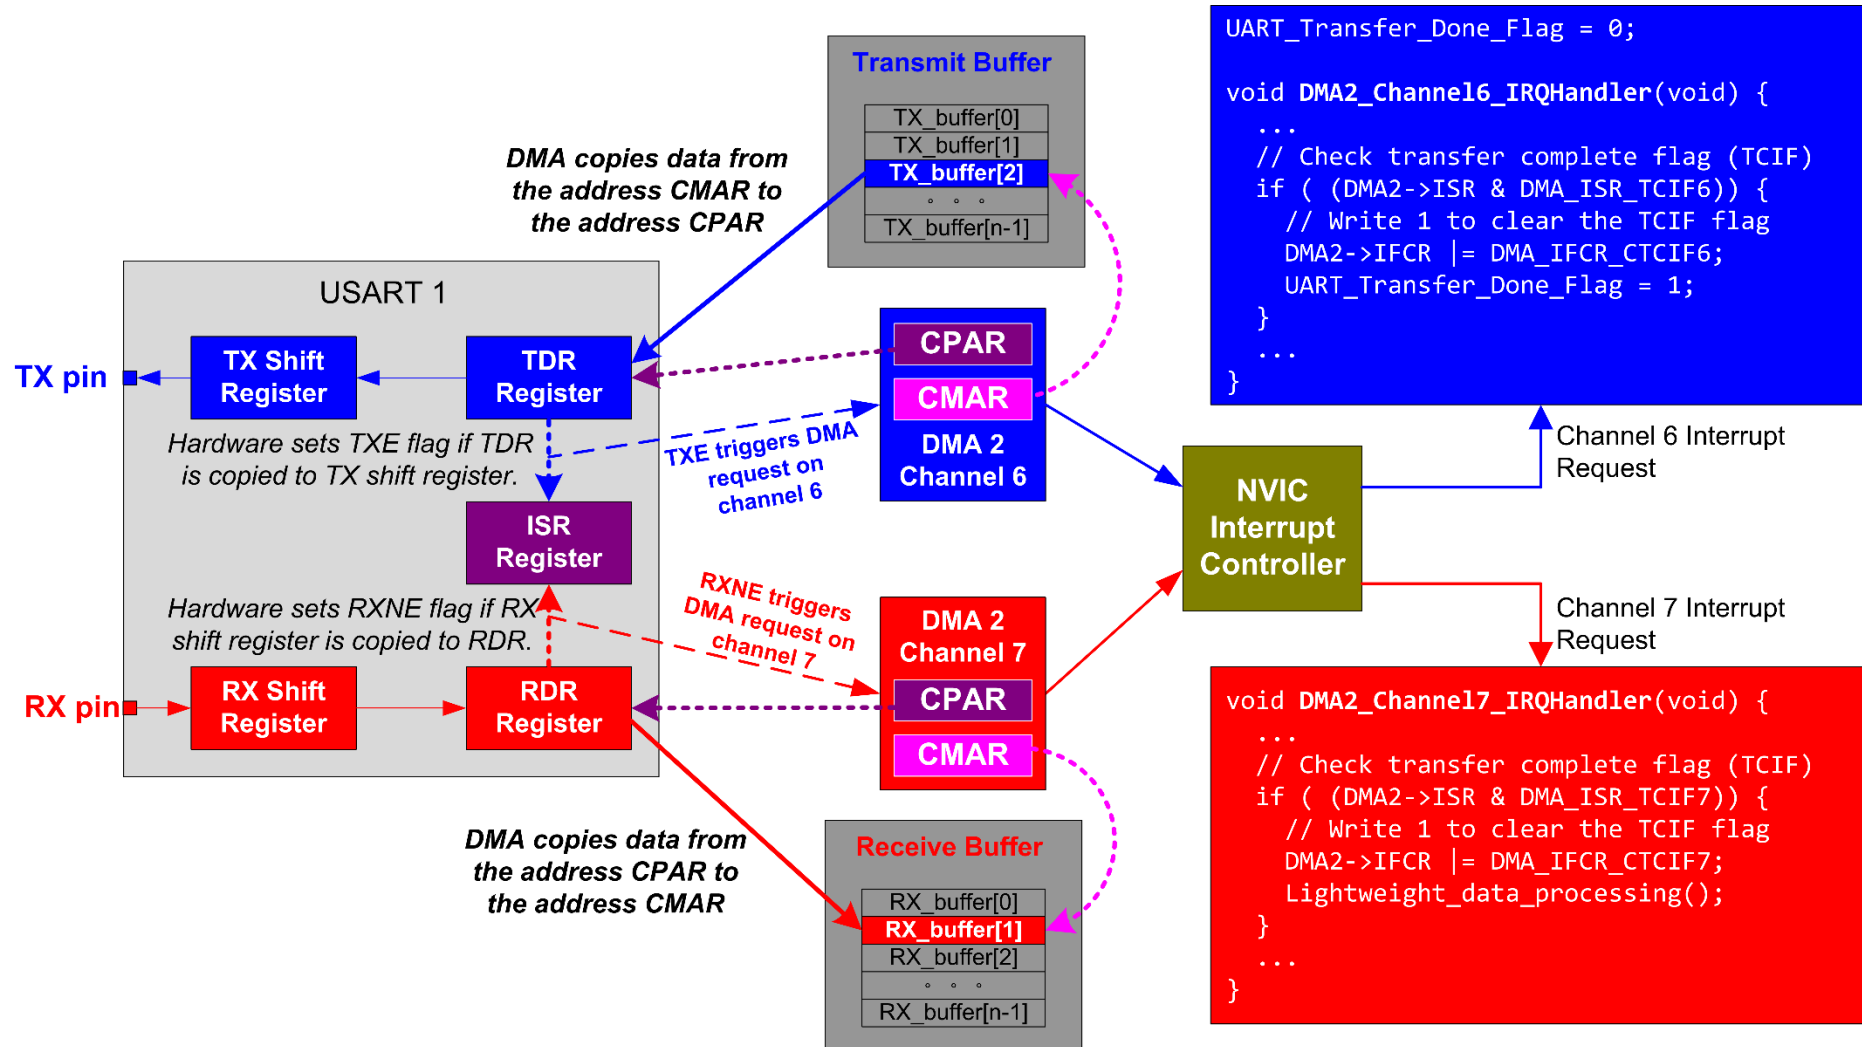 Transmit Buffer
TX_buffer[0]
TX_buffer[1]
TX_buffer[2]
° ° °
TX_buffer[n-1]
DMA copies data from
the address CMAR to
the address CPAR
USART 1
TX pin
TX Shift
Register
TDR
Register
Hardware sets TXE flag if TDR
is copied to TX shift register.
ISR
Register
Hardware sets RXNE flag if RX
shift register is copied to RDR.
RX pin
RX Shift
Register
RDR
Register
CPAR
CMAR
DMA 2
Channel 6
TXE triggers DMA
request on
channel 6
RXNE triggers
DMA request on
channel 7
DMA 2
Channel 7
CPAR
CMAR
DMA copies data from
the address CPAR to
the address CMAR
Receive Buffer
RX_buffer[0]
RX_buffer[1]
RX_buffer[2]
° ° °
RX_buffer[n-1]
NVIC
Interrupt
Controller
Channel 6 Interrupt
Request
Channel 7 Interrupt
Request
UART_Transfer_Done_Flag = 0;
void DMA2_Channel6_IRQHandler(void) {
...
// Check transfer complete flag (TCIF)
if ( (DMA2->ISR & DMA_ISR_TCIF6)) {
// Write 1 to clear the TCIF flag
DMA2->IFCR |= DMA_IFCR_CTCIF6;
UART_Transfer_Done_Flag = 1;
}
...
}
void DMA2_Channel7_IRQHandler(void) {
...
// Check transfer complete flag (TCIF)
if ( (DMA2->ISR & DMA_ISR_TCIF7)) {
// Write 1 to clear the TCIF flag
DMA2->IFCR |= DMA_IFCR_CTCIF7;
Lightweight_data_processing();
}
...
}